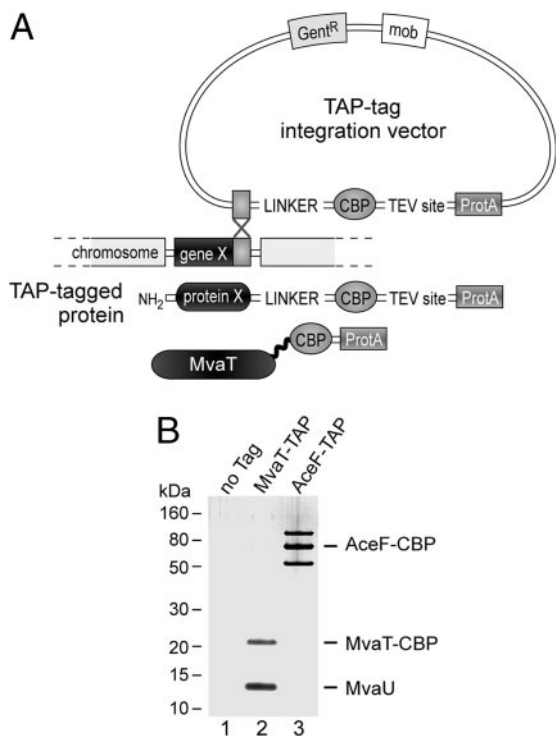 A
Gent^R
mob
TAP-tag
integration vector
LINKER CBP TEV site ProtA
chromosome gene X
TAP-tagged
protein
NH₂ protein X LINKER CBP TEV site ProtA
MvaT CBP ProtA
B
no Tag MvaT-TAP AceF-TAP
kDa
160
80
50
30
20
15
10
AceF-CBP
MvaT-CBP
MvaU
1 2 3